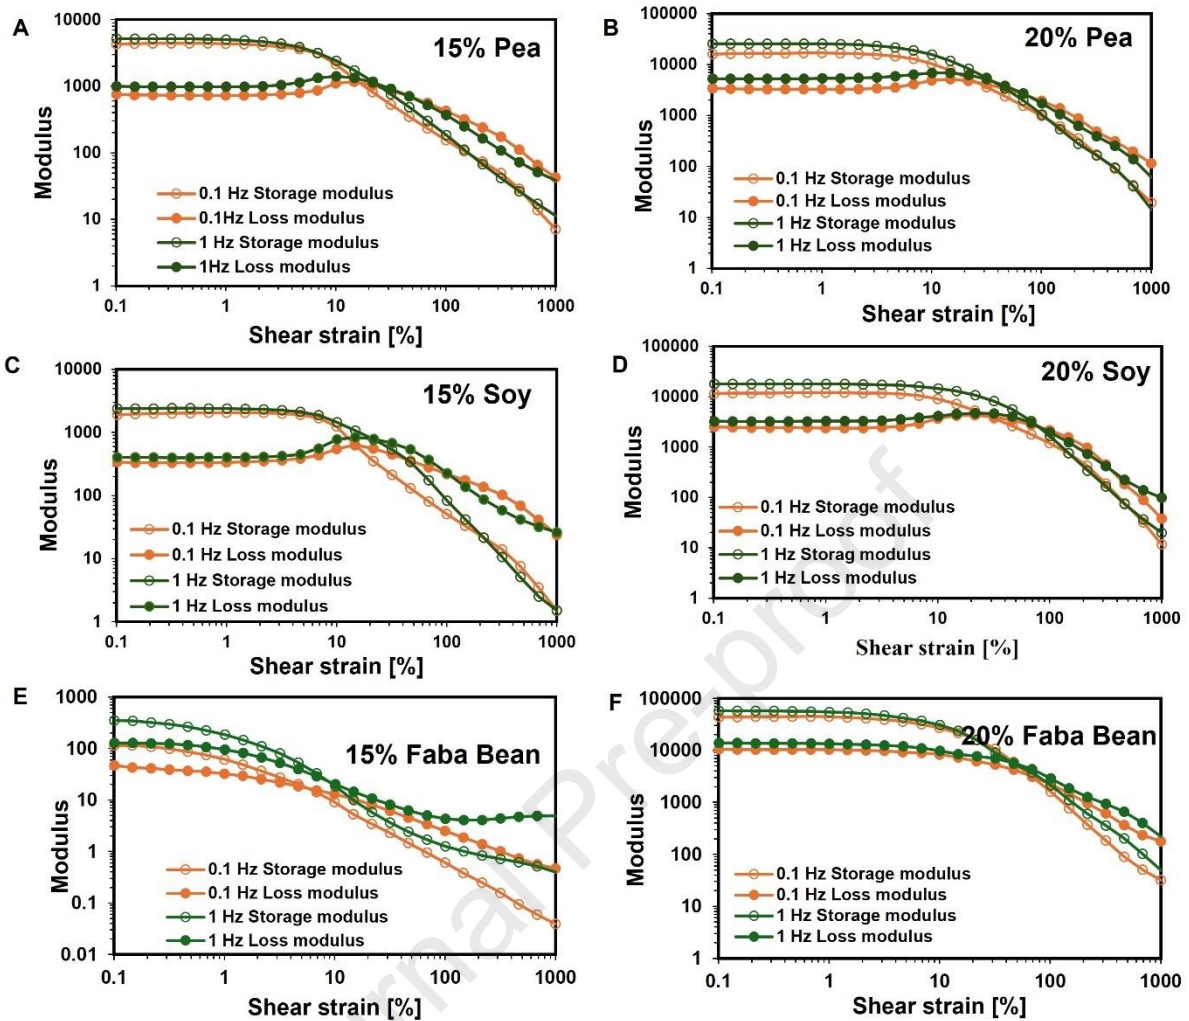 A
15% Pea
10000
1000
100
10
1
Modulus
0.1 Hz Storage modulus
0.1Hz Loss modulus
1 Hz Storage modulus
1Hz Loss modulus
0.1 1 10 100 1000
Shear strain [%]
B
20% Pea
100000
10000
1000
100
10
1
Modulus
0.1 Hz Storage modulus
0.1 Hz Loss modulus
1 Hz Storage modulus
1 Hz Loss modulus
0.1 1 10 100 1000
Shear strain [%]
C
15% Soy
10000
1000
100
10
1
Modulus
0.1 Hz Storage modulus
0.1 Hz Loss modulus
1 Hz Storage modulus
1 Hz Loss modulus
0.1 1 10 100 1000
Shear strain [%]
D
20% Soy
100000
10000
1000
100
10
1
Modulus
0.1 Hz Storage modulus
0.1 Hz Loss modulus
1 Hz Storag modulus
1 Hz Loss modulus
0.1 1 10 100 1000
Shear strain [%]
E
15% Faba Bean
1000
100
10
1
0.1
0.01
Modulus
0.1 Hz Storage modulus
0.1 Hz Loss modulus
1 Hz Storage modulus
1 Hz Loss modulus
0.1 1 10 100 1000
Shear strain [%]
F
20% Faba Bean
100000
10000
1000
100
10
1
Modulus
0.1 Hz Storage modulus
0.1 Hz Loss modulus
1 Hz Storage modulus
1 Hz Loss modulus
0.1 1 10 100 1000
Shear strain [%]
rnal Pre-proof